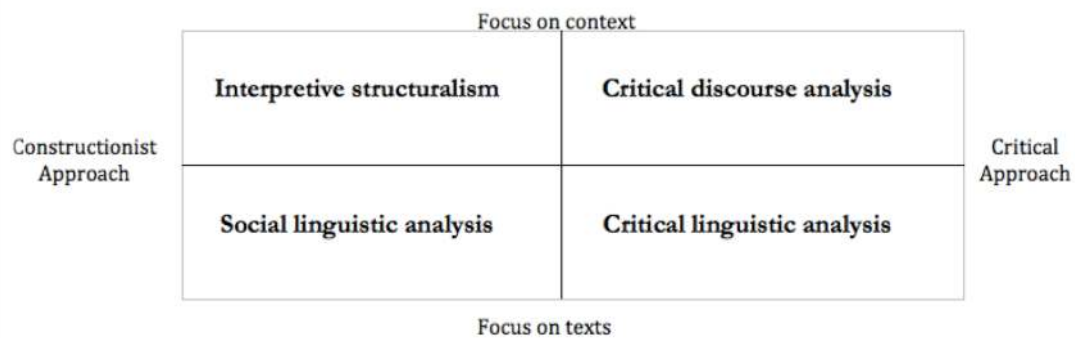 Focus on context
Interpretive structuralism
Critical discourse analysis
Constructionist
Approach
Critical
Approach
Social linguistic analysis
Critical linguistic analysis
Focus on texts